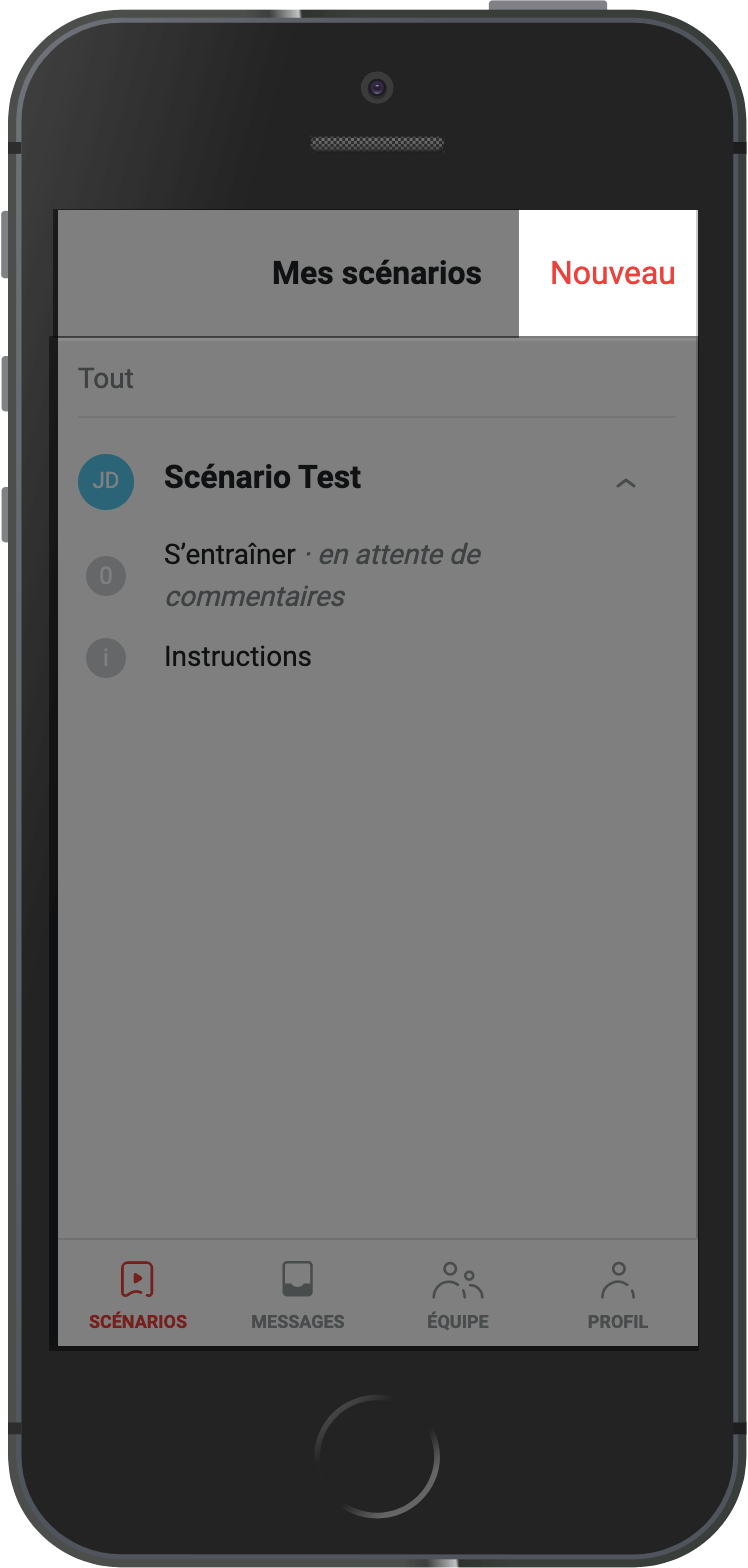 Mes scénarios Nouveau
Tout
JD Scénario Test
S’entraîner · en attente de
0 commentaires
i Instructions
SCÉNARIOS MESSAGES ÉQUIPE PROFIL